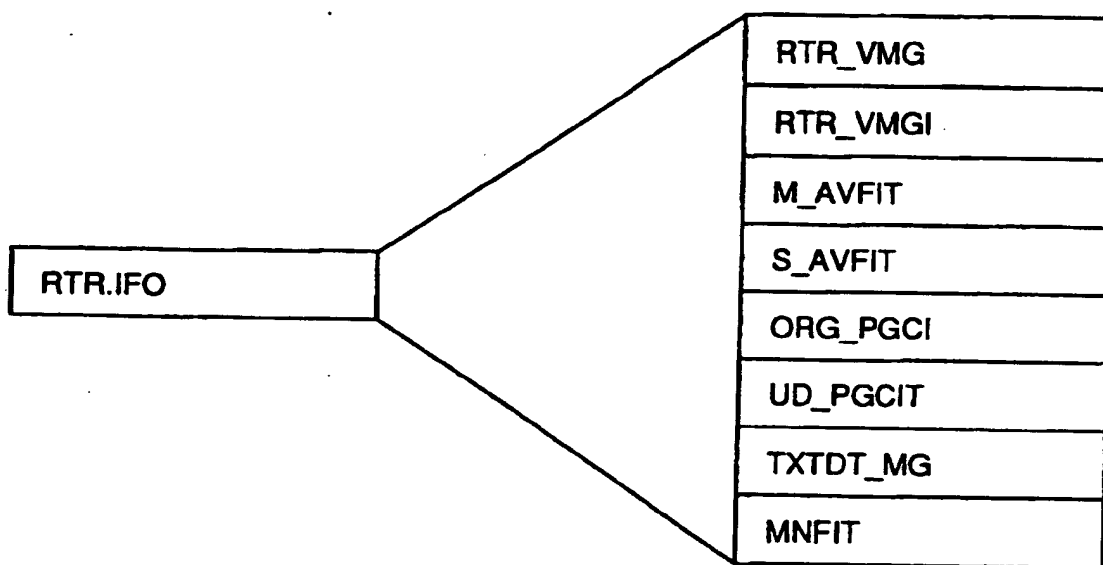 RTR.IFO
RTR_VMG
RTR_VMGI
M_AVFIT
S_AVFIT
ORG_PGCI
UD_PGCIT
TXTDT_MG
MNFIT